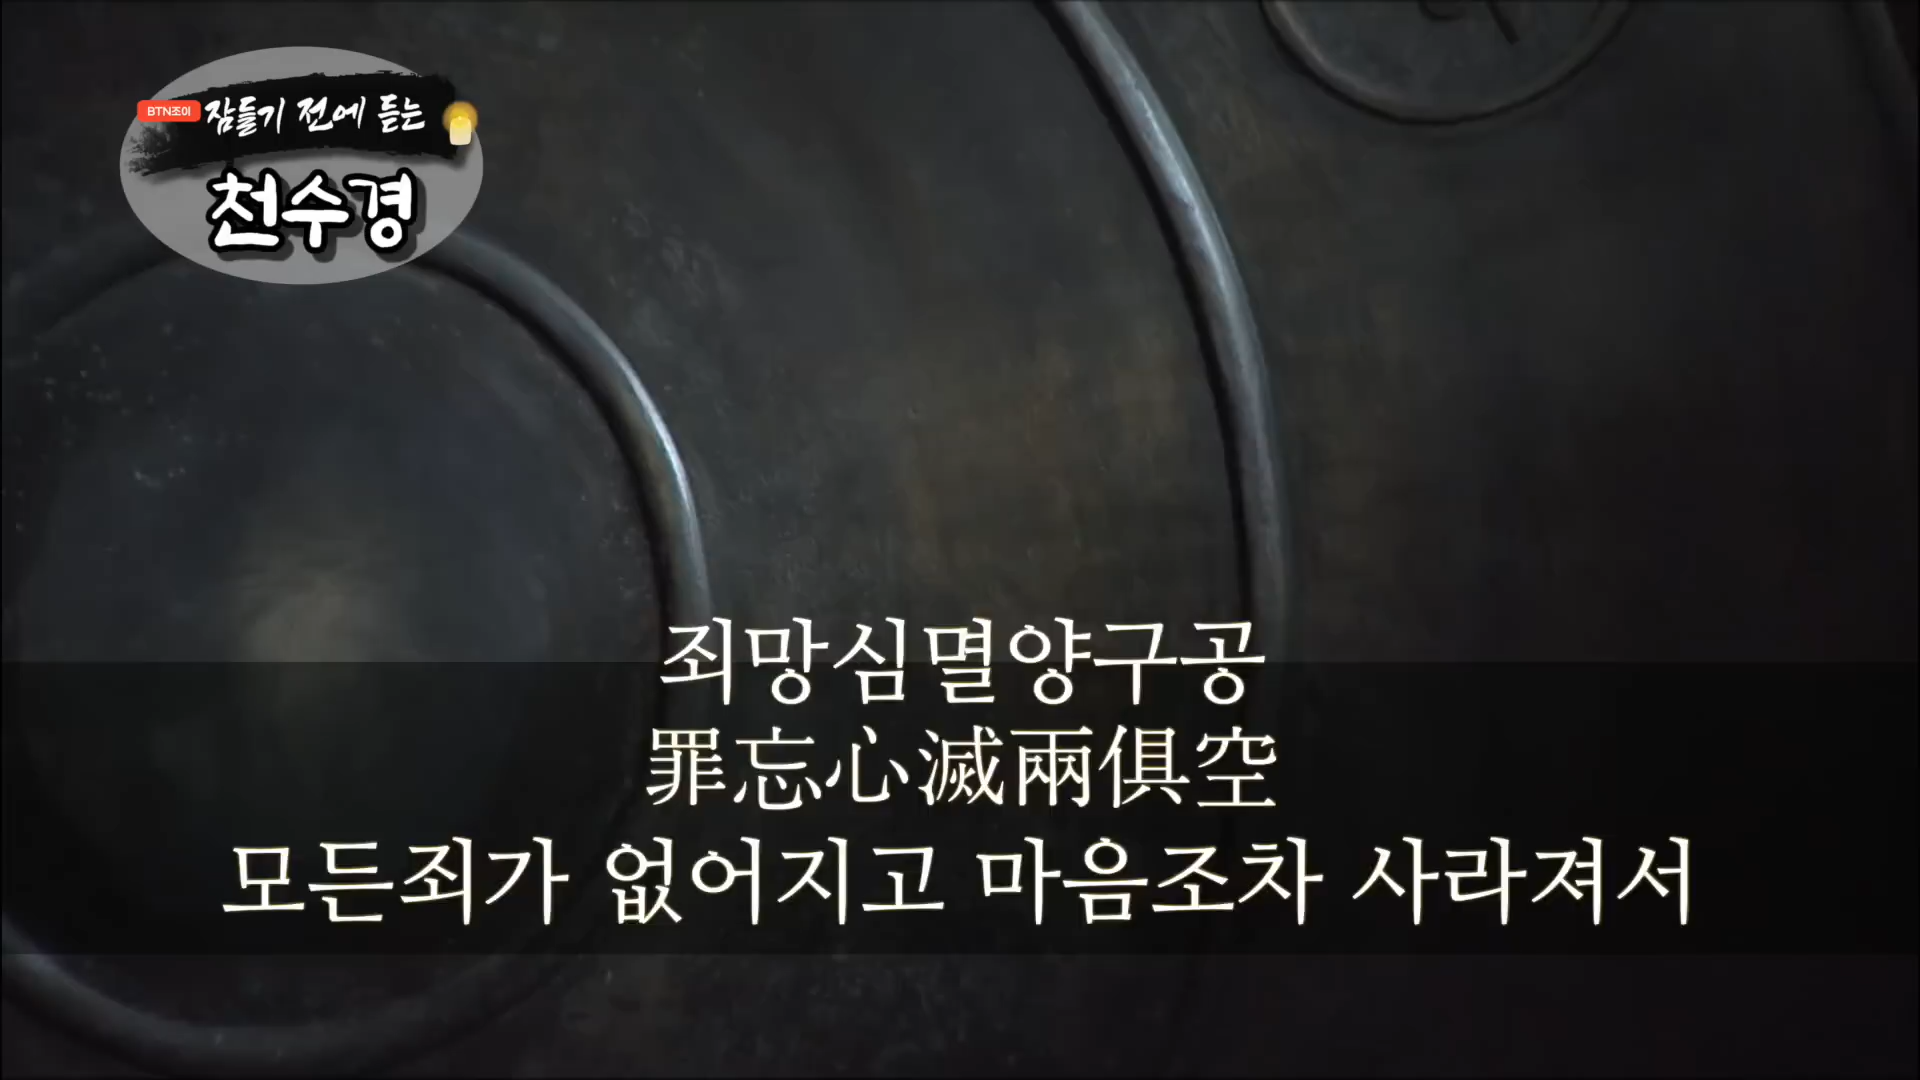 BTN조이
잠들기 전에 듣는
천수경
죄망심멸양구공
罪忘心滅兩俱空
모든죄가 없어지고 마음조차 사라져서